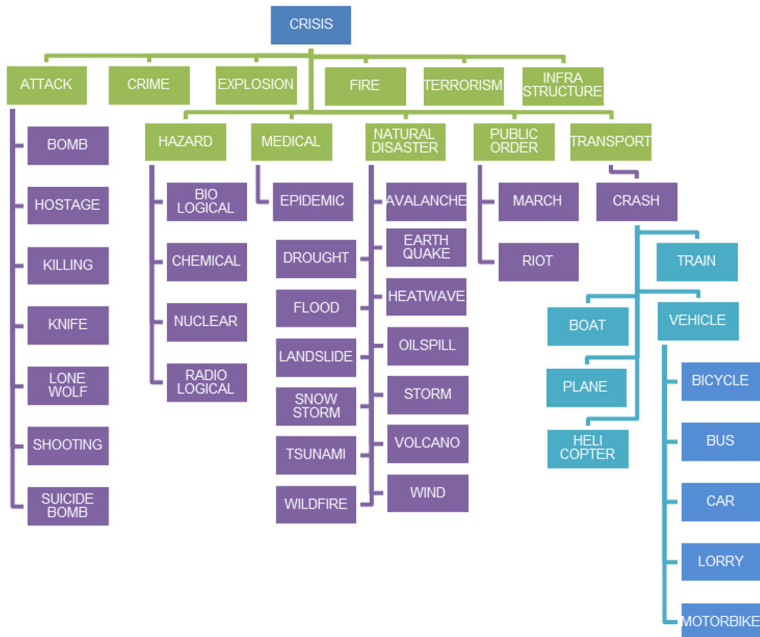 CRISIS
ATTACK
CRIME
EXPLOSION
FIRE
TERRORISM
INFRA
STRUCTURE
HAZARD
MEDICAL
NATURAL
DISASTER
PUBLIC
ORDER
TRANSPORT
BOMB
HOSTAGE
KILLING
KNIFE
LONE
WOLF
SHOOTING
SUICIDE
BOMB
BIO
LOGICAL
CHEMICAL
NUCLEAR
RADIO
LOGICAL
EPIDEMIC
DROUGHT
FLOOD
LANDSLIDE
SNOW
STORM
TSUNAMI
WILDFIRE
AVALANCHE
EARTH
QUAKE
HEATWAVE
OILSPILL
STORM
VOLCANO
WIND
MARCH
RIOT
CRASH
TRAIN
BOAT
VEHICLE
PLANE
HELI
COPTER
BICYCLE
BUS
CAR
LORRY
MOTORBIKE